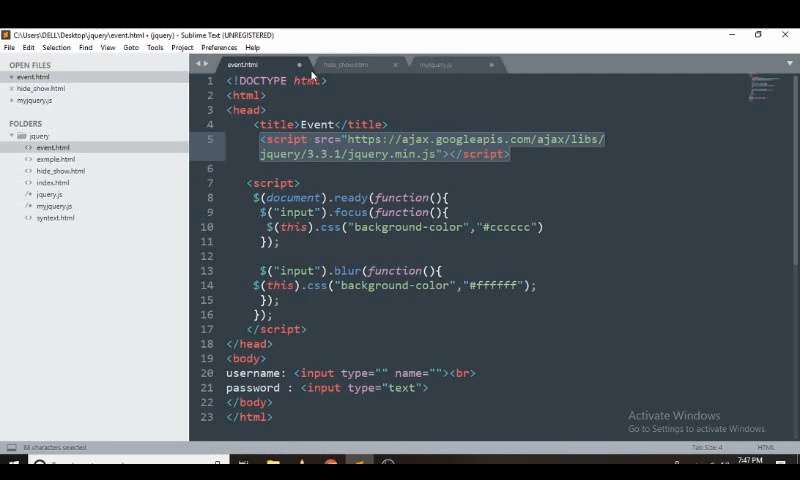 C:\Users\DELL\Desktop\jquery\event.html • (jquery) - Sublime Text (UNREGISTERED)
File Edit Selection Find View Goto Tools Project Preferences Help
OPEN FILES
event.html
hide_show.html
myjquery.js
FOLDERS
jquery
event.html
exmple.html
hide_show.html
index.html
jquery.js
myjquery.js
syntext.html
event.html hide_show.html myjquery.js
1 <!DOCTYPE html>
2 <html>
3 <head>
4 <title>Event</title>
5 <script src="https://ajax.googleapis.com/ajax/libs/
jquery/3.3.1/jquery.min.js"></script>
6
7 <script>
8 $(document).ready(function(){
9 $("input").focus(function(){
10 $(this).css("background-color","#cccccc")
11 });
12
13 $("input").blur(function(){
14 $(this).css("background-color","#ffffff");
15 });
16 });
17 </script>
18 </head>
19 <body>
20 username: <input type="" name=""><br>
21 password : <input type="text">
22 </body>
23 </html>
Activate Windows
Go to Settings to activate Windows.
88 characters selected Tab Size: 4 HTML
7:47 PM